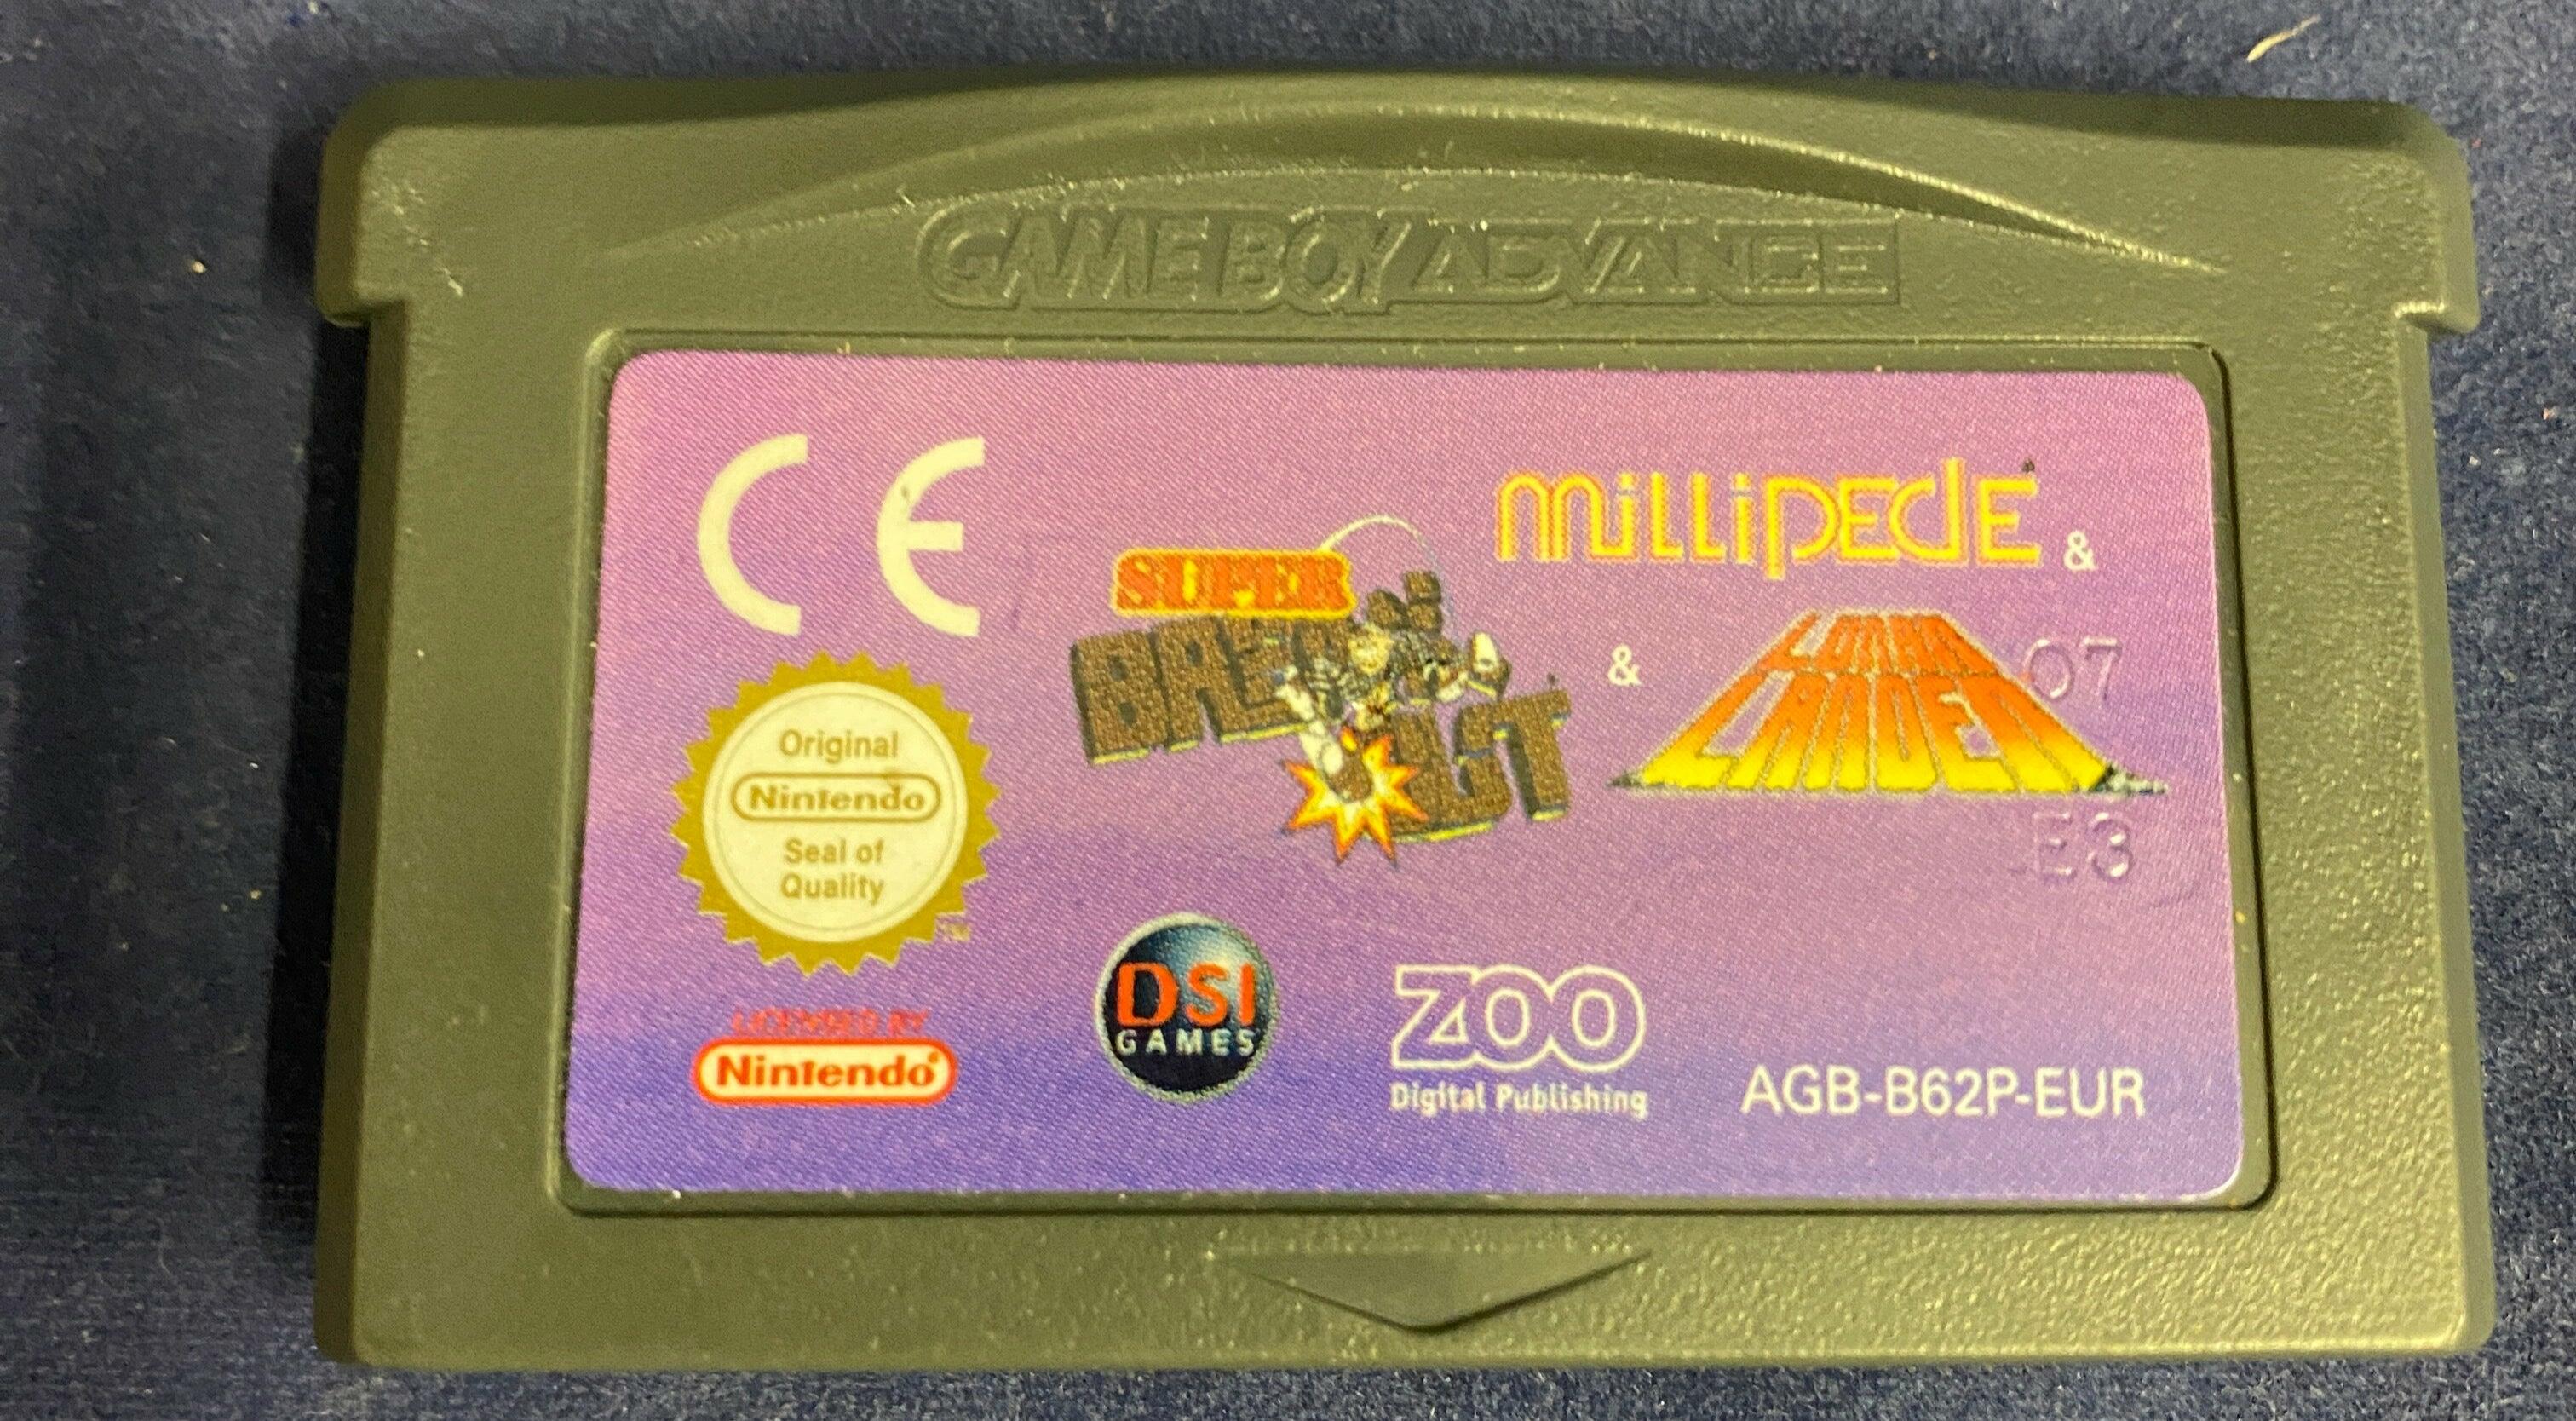 GAME BOY ADVANCE
CE
millipede &
SUPER
BREAKOUT
&
LUNAR
LANDER
07
E3
Original
Nintendo
Seal of
Quality
TM
LICENSED BY
Nintendo®
DSI
GAMES
ZOO
Digital Publishing
AGB-B62P-EUR